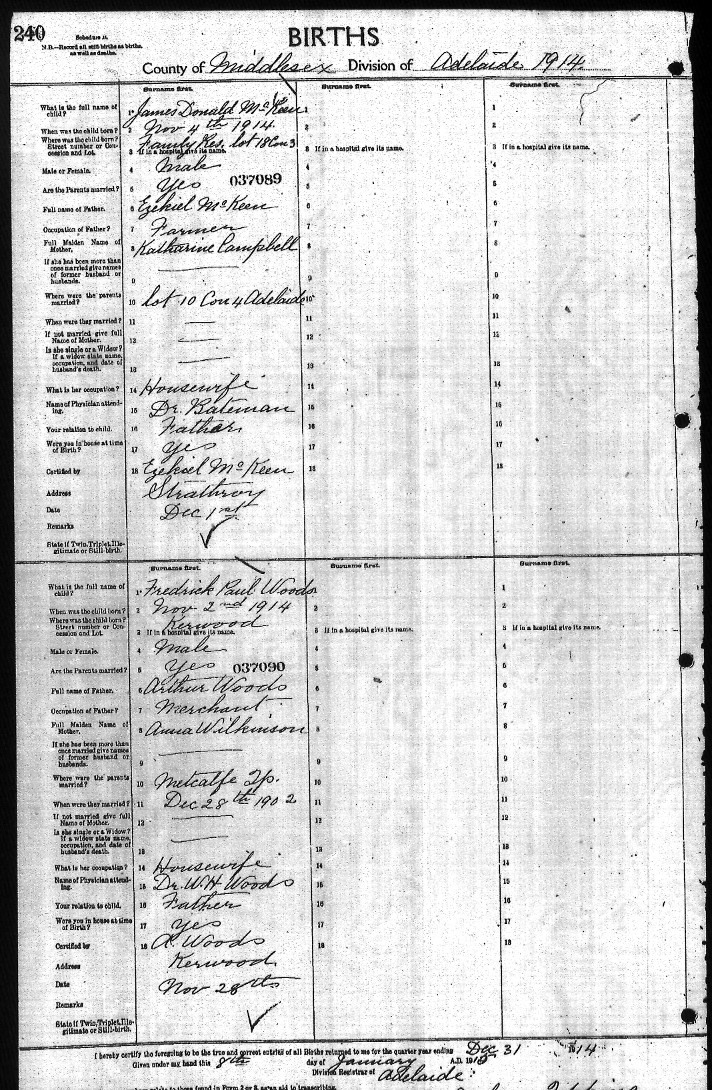 240
Schedule A.
N.B.—Record all still births as births,
as well as deaths.
BIRTHS
County of Middlesex Division of Adelaide 1914.
Surname first. Surname first. Surname first.
What is the full name of child? 1 James Donald McKeen 1
When was the child born? 2 Nov 4th 1914 2 2
Where was the child born? Street number or Concession and Lot. Family Res. lot 18 Con 3
3 If in a hospital give its name. 3 If in a hospital give its name. 3 If in a hospital give its name.
Male or Female. 4 Male 4 4
Are the Parents married? 5 Yes 037089 5 5
Full name of Father. 6 Ezekiel McKeen 6 6
Occupation of Father? 7 Farmer 7 7
Full Maiden Name of Mother. 8 Katharine Campbell 8 8
If she has been more than once married give names of former husband or husbands. 9 9 9
Where were the parents married? 10 lot 10 Con 4 Adelaide 10 10
When were they married? 11 — 11 11
If not married give full Name of Mother. 12 — 12 12
Is she single or a Widow? If a widow state name, occupation, and date of husband's death. 13 — 13 13
What is her occupation? 14 Housewife 14 14
Name of Physician attending. 15 Dr. Bateman 15 15
Your relation to child. 16 Father 16 16
Were you in house at time of Birth? 17 Yes 17 17
Certified by 18 Ezekiel McKeen 18 18
Address Strathroy
Date Dec 1st
Remarks
State if Twin, Triplet, Illegitimate or Still-birth. ✓
Surname first. Surname first. Surname first.
What is the full name of child? 1 Fredrick Paul Woods 1
When was the child born? 2 Nov 2nd 1914 2 2
Where was the child born? Street number or Concession and Lot. Kerwood
3 If in a hospital give its name. 3 If in a hospital give its name. 3 If in a hospital give its name.
Male or Female. 4 Male 4 4
Are the Parents married? 5 Yes 037090 5 5
Full name of Father. 6 Arthur Woods 6 6
Occupation of Father? 7 Merchant 7 7
Full Maiden Name of Mother. 8 Anna Wilkinson 8 8
If she has been more than once married give names of former husband or husbands. 9 9 9
Where were the parents married? 10 Metcalfe Tp. 10 10
When were they married? 11 Dec 28th 1902 11 11
If not married give full Name of Mother. 12 — 12 12
Is she single or a Widow? If a widow state name, occupation, and date of husband's death. 13 — 13 13
What is her occupation? 14 Housewife 14 14
Name of Physician attending. 15 Dr. W.H. Woods 15 15
Your relation to child. 16 Father 16 16
Were you in house at time of Birth? 17 Yes 17 17
Certified by 18 A. Woods 18 18
Address Kerwood
Date Nov 28th
Remarks
State if Twin, Triplet, Illegitimate or Still-birth. ✓
I hereby certify the foregoing to be the true and correct entries of all Births returned to me for the quarter year ending Dec 31 1914
Given under my hand this 8th day of January A.D. 1915
Division Registrar of Adelaide